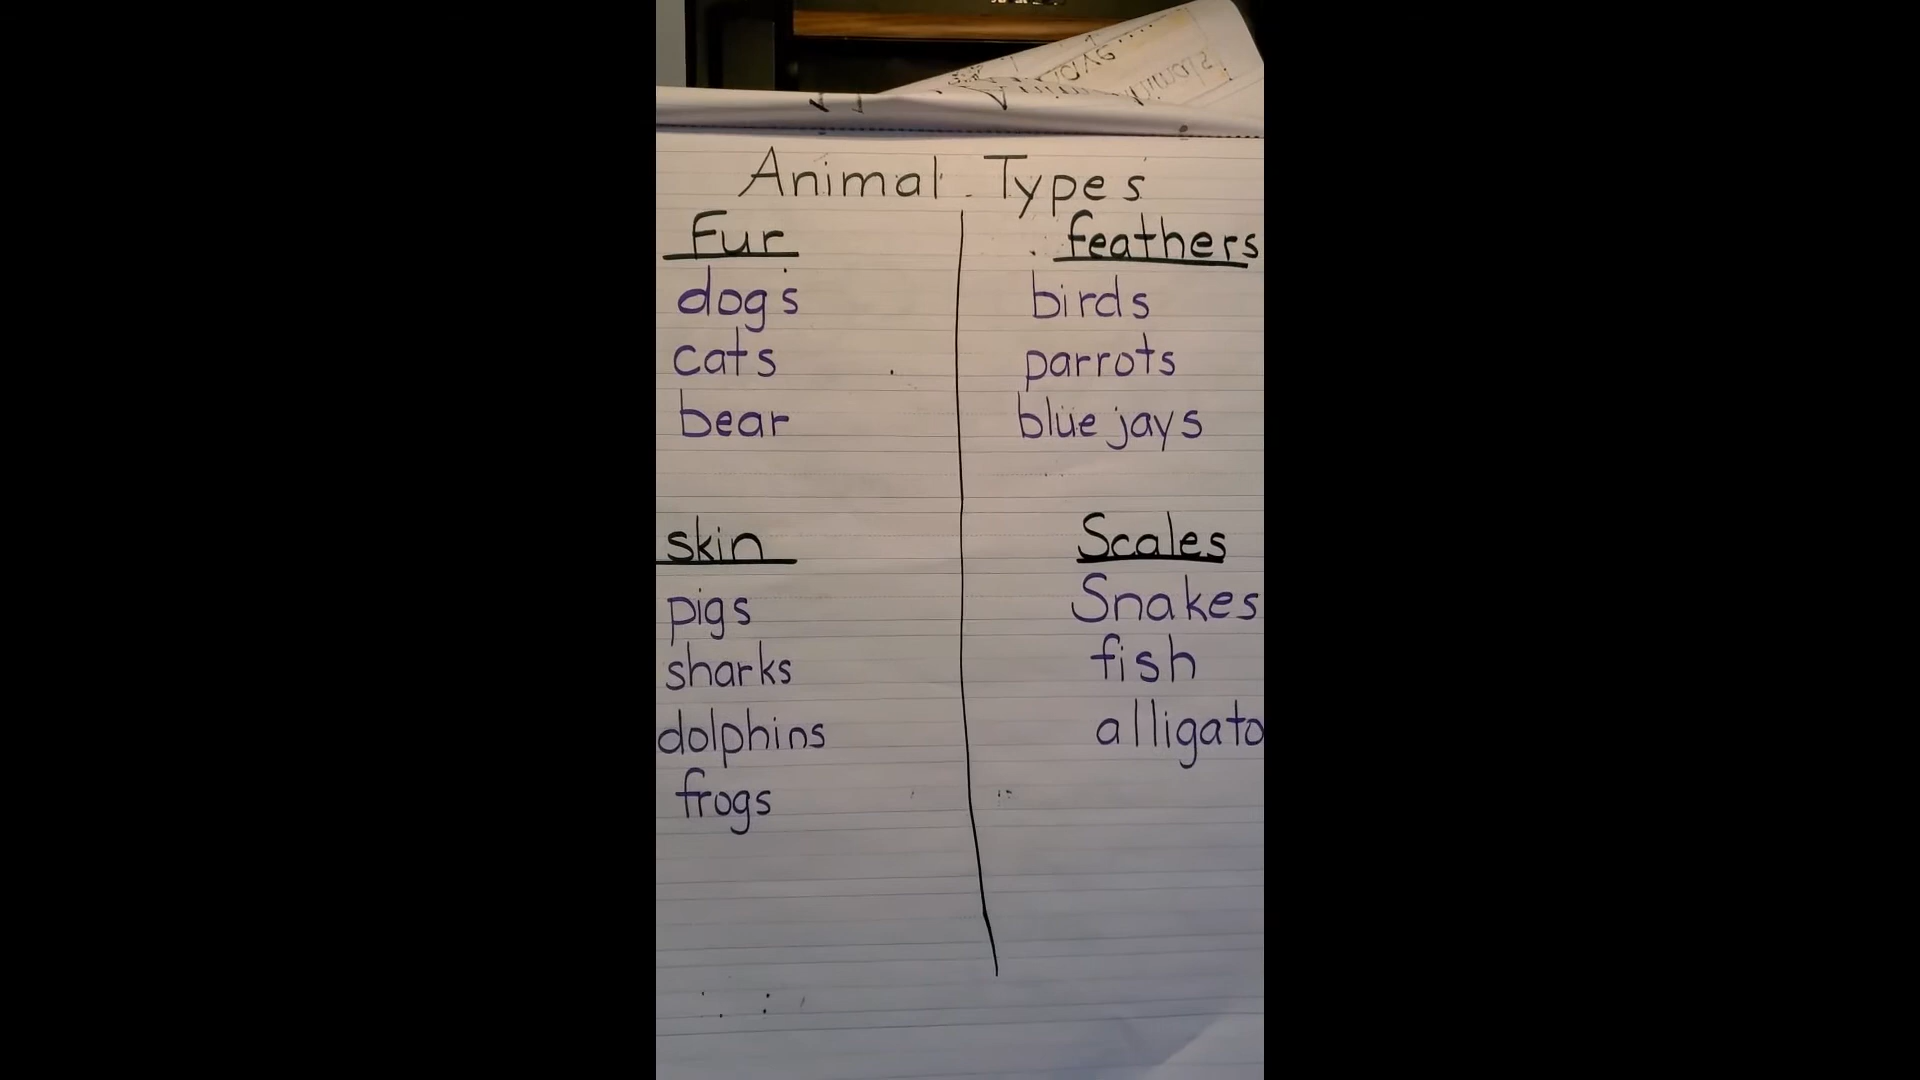 Animal Types
Fur
dogs
cats
bear
feathers
birds
parrots
blue jays
skin
pigs
sharks
dolphins
frogs
Scales
Snakes
fish
alligato